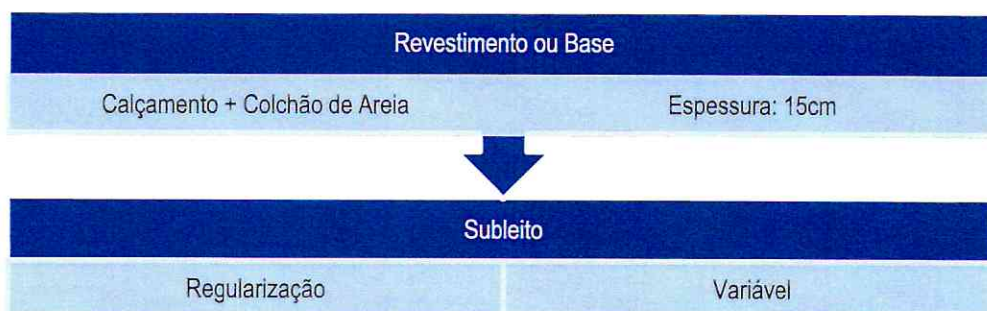 Revestimento ou Base
Calçamento + Colchão de Areia Espessura: 15cm
Subleito
Regularização Variável